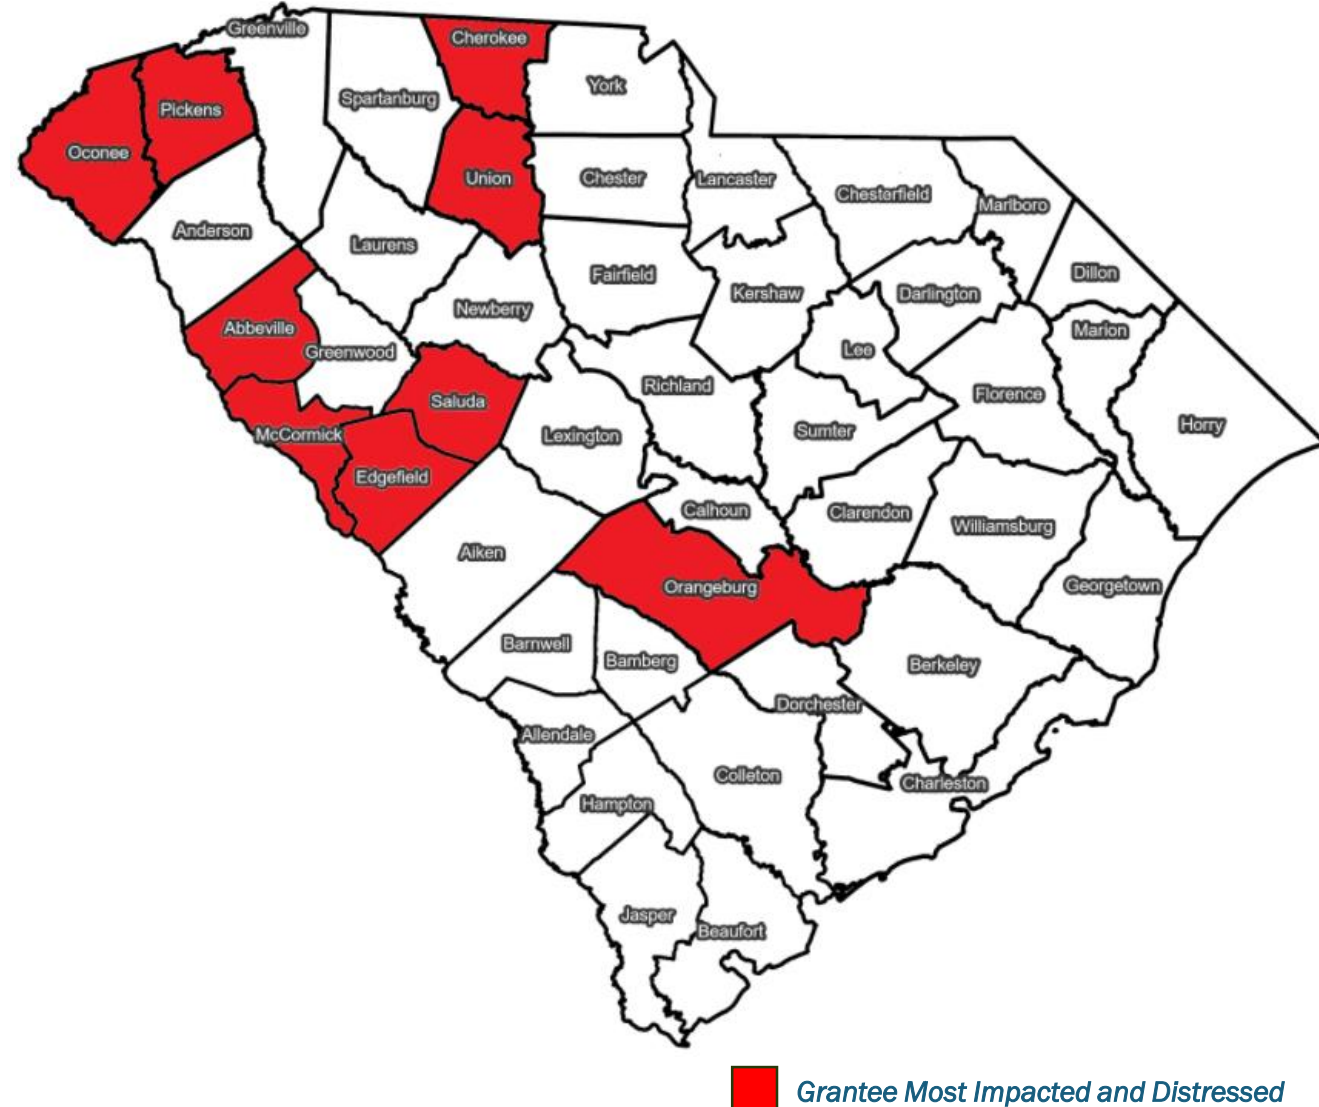 Greenville
Cherokee
York
Spartanburg
Pickens
Oconee
Union
Chester
Lancaster
Chesterfield
Marlboro
Anderson
Laurens
Fairfield
Kershaw
Darlington
Dillon
Newberry
Abbeville
Greenwood
Lee
Marion
Richland
Saluda
Florence
McCormick
Lexington
Sumter
Horry
Edgefield
Calhoun
Clarendon
Williamsburg
Aiken
Orangeburg
Georgetown
Barnwell
Bamberg
Berkeley
Dorchester
Allendale
Colleton
Charleston
Hampton
Jasper
Beaufort
Grantee Most Impacted and Distressed